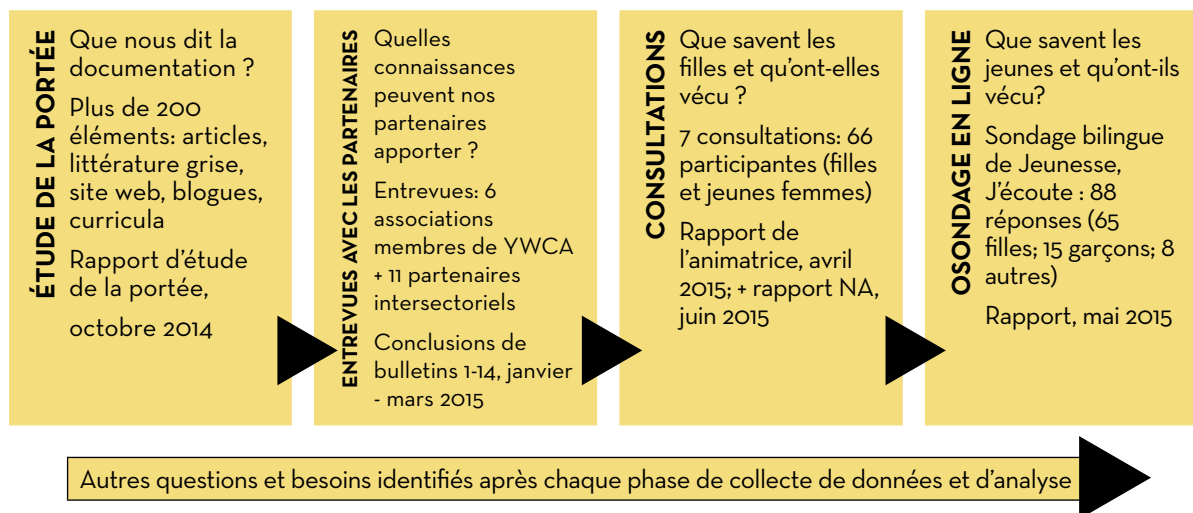 ÉTUDE DE LA PORTÉE
Que nous dit la
documentation ?
Plus de 200
éléments: articles,
littérature grise,
site web, blogues,
curricula
Rapport d'étude
de la portée,
octobre 2014
ENTREVUES AVEC LES PARTENAIRES
Quelles
connaissances
peuvent nos
partenaires
apporter ?
Entrevues: 6
associations
membres de YWCA
+ 11 partenaires
intersectoriels
Conclusions de
bulletins 1-14, janvier
- mars 2015
CONSULTATIONS
Que savent les
filles et qu'ont-elles
vécu ?
7 consultations: 66
participantes (filles
et jeunes femmes)
Rapport de
l'animatrice, avril
2015; + rapport NA,
juin 2015
OSONDAGE EN LIGNE
Que savent les
jeunes et qu'ont-ils
vécu?
Sondage bilingue
de Jeunesse,
J'écoute : 88
réponses (65
filles; 15 garçons; 8
autres)
Rapport, mai 2015
Autres questions et besoins identifiés après chaque phase de collecte de données et d'analyse